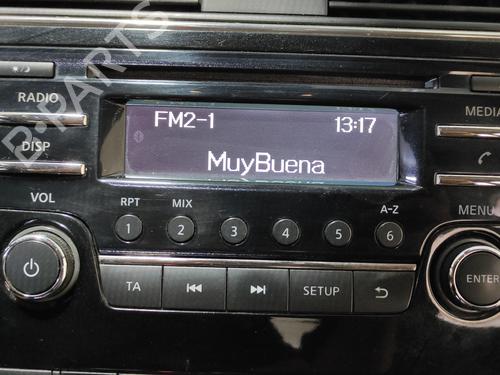 RADIO
FM2-1 13:17
MEDIA
DISP
MuyBuena
VOL
RPT MIX A-Z MENU
1 2 3 4 5 6
ENTER
TA SETUP
B-PARTS